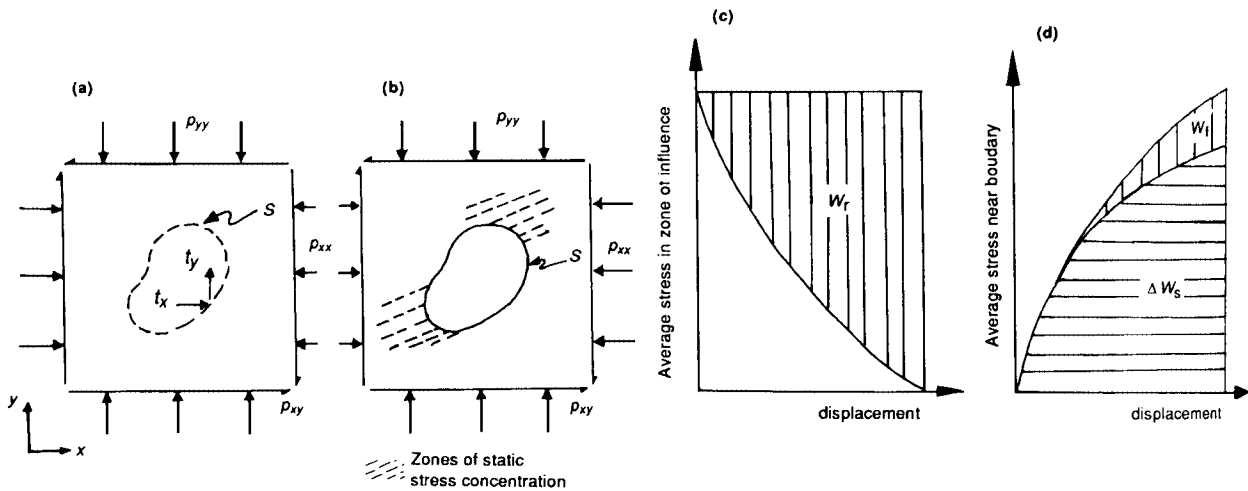 (a)
p_yy
S
t_y
t_x
p_xx
p_xy
y
x
(b)
p_yy
S
p_xx
p_xy
Zones of static
stress concentration
(c)
Average stress in zone of influence
W_r
displacement
(d)
Average stress near boudary
W_f
ΔW_s
displacement